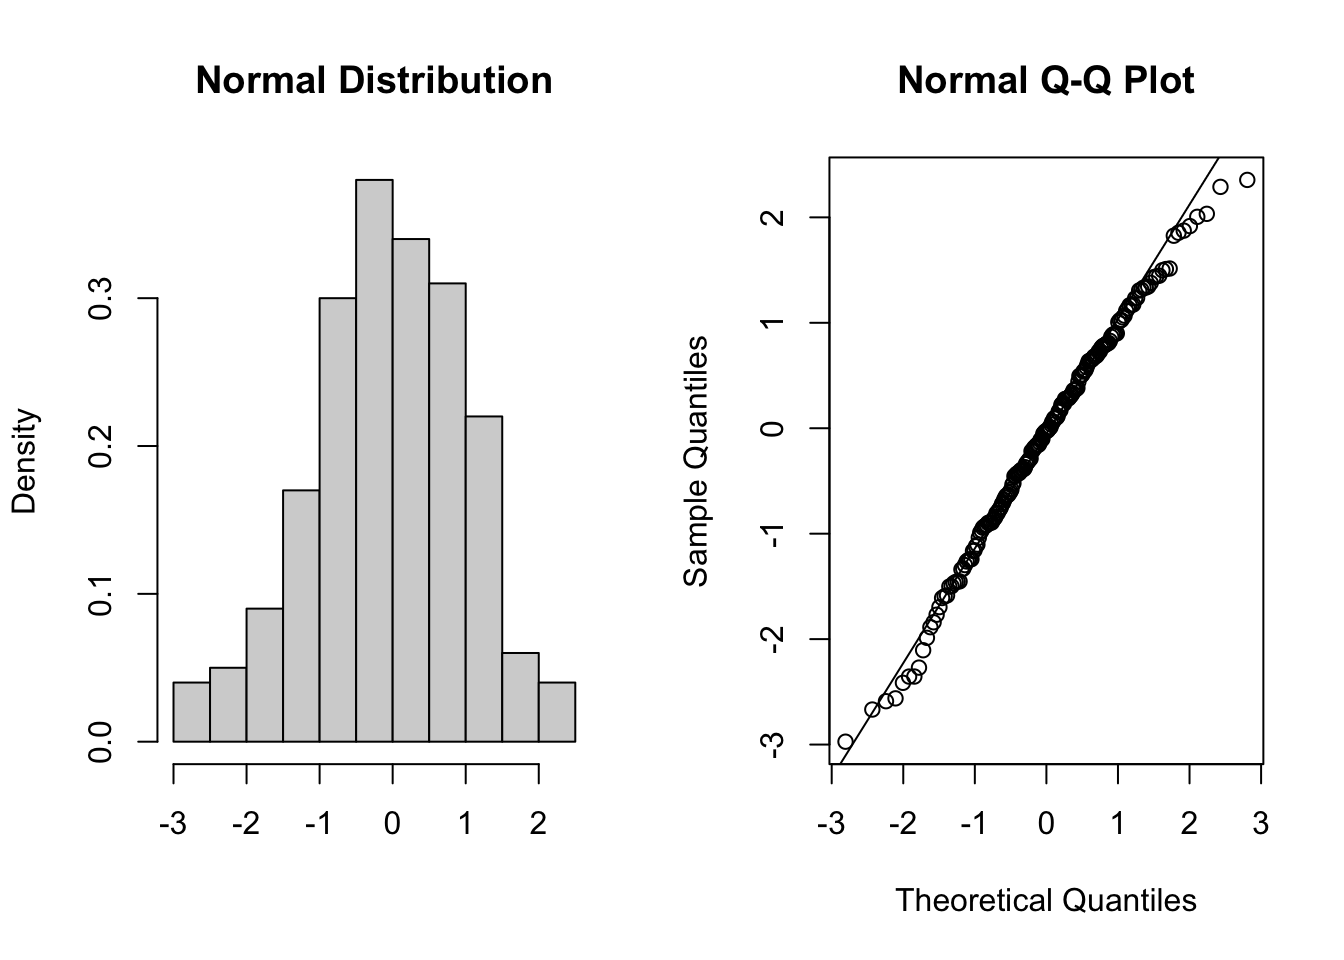 Normal Distribution
Density
0.0
0.1
0.2
0.3
-3 -2 -1 0 1 2
Normal Q-Q Plot
Sample Quantiles
-3
-2
-1
0
1
2
-3 -2 -1 0 1 2 3
Theoretical Quantiles